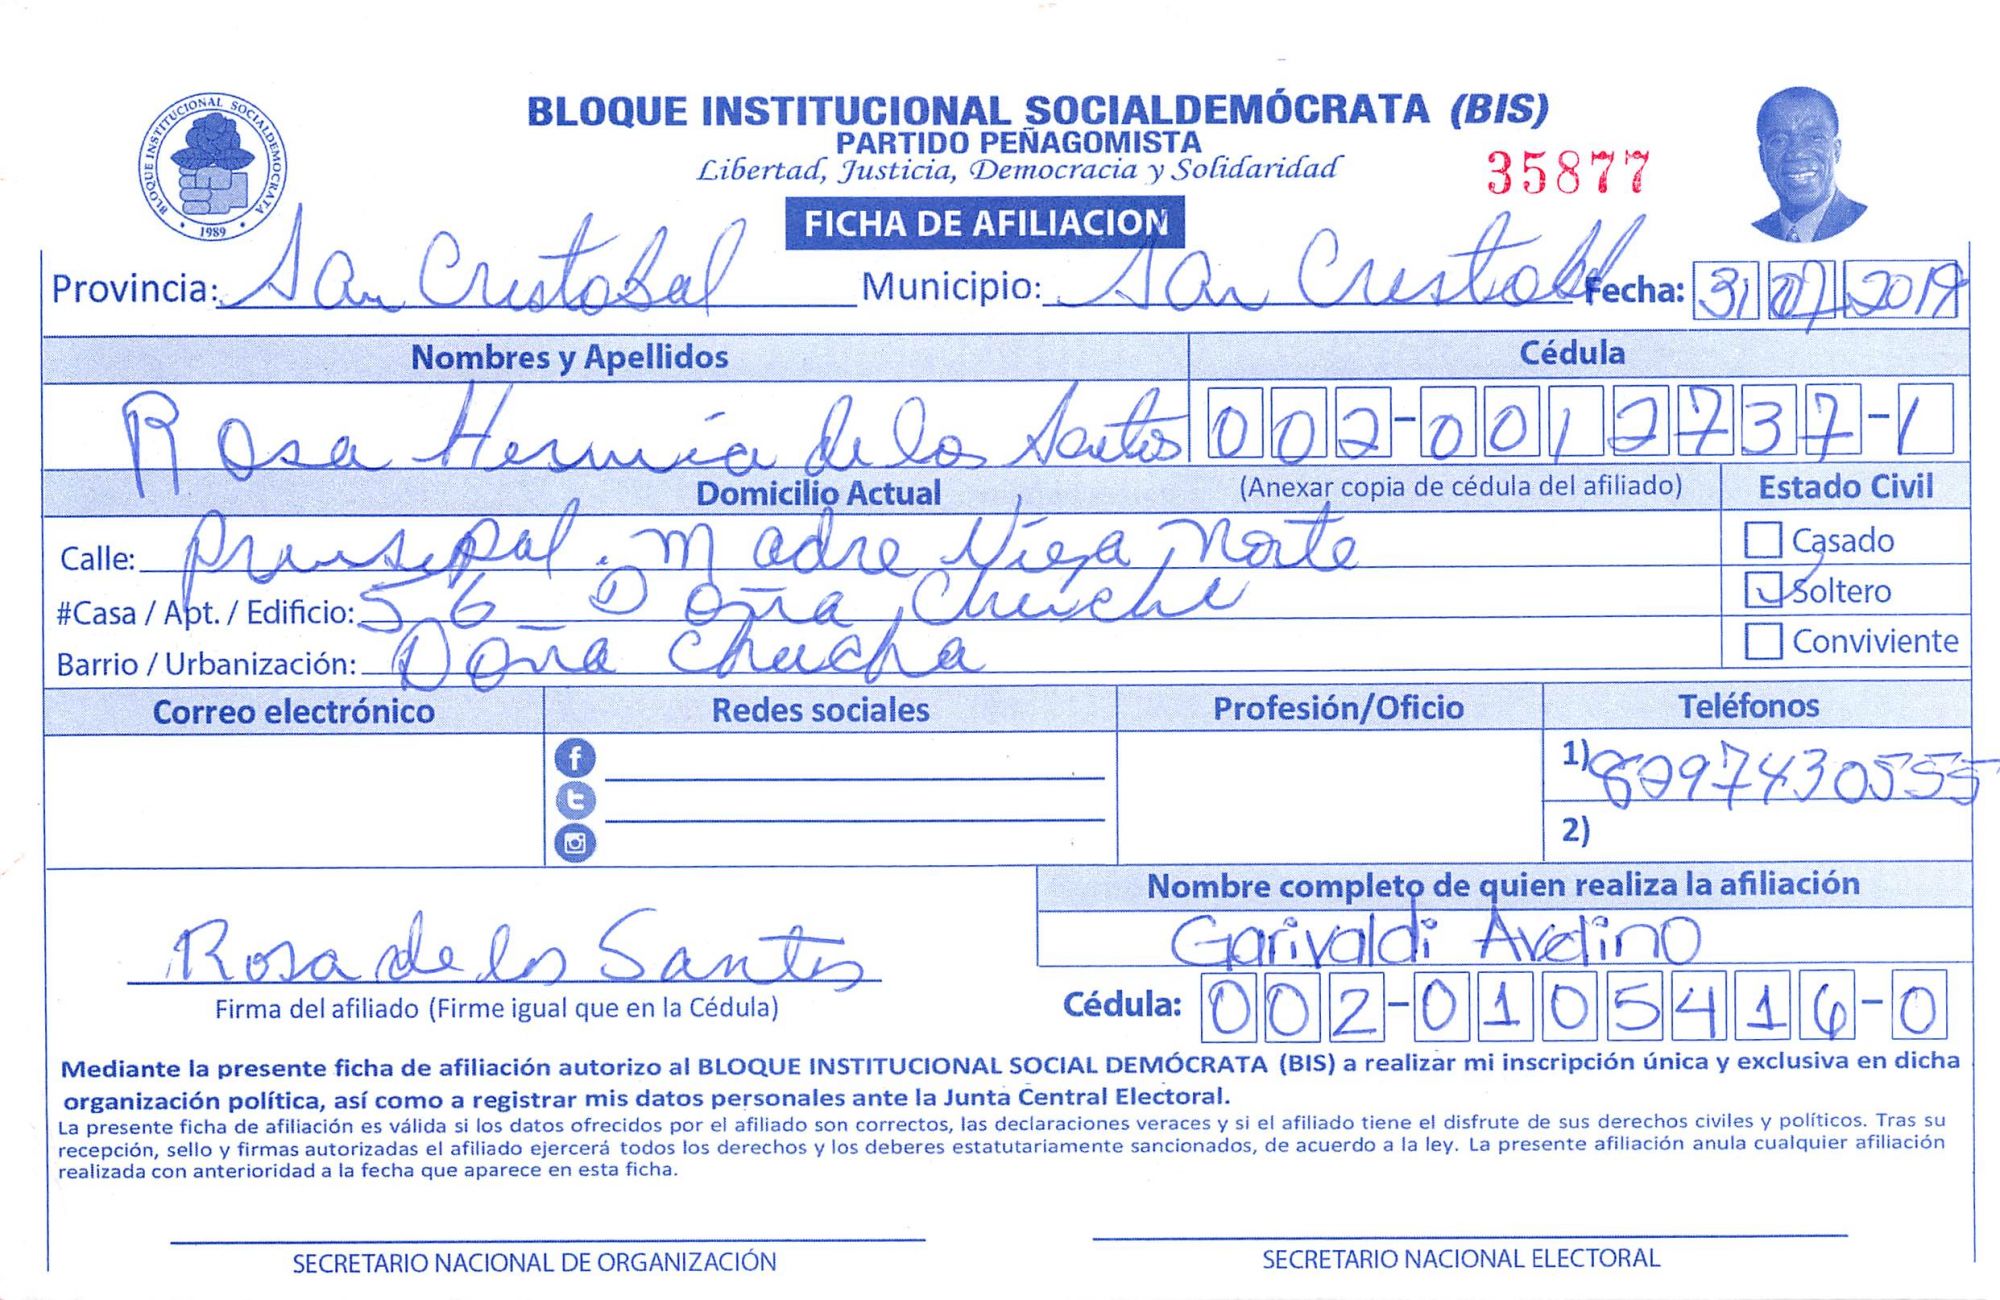 BLOQUE INSTITUCIONAL SOCIALDEMÓCRATA (BIS)
PARTIDO PEÑAGOMISTA
Libertad, Justicia, Democracia y Solidaridad
35877
BLOQUE INSTITUCIONAL SOCIALDEMOCRATA
1989
FICHA DE AFILIACION
Provincia: San Cristobal Municipio: San Cristobal Fecha: 31 07 2019
Nombres y Apellidos Cédula
Rosa Herminia de los Santos 002-0012737-1
Domicilio Actual (Anexar copia de cédula del afiliado) Estado Civil
Calle: Prinsipal Madre Vieja Norte Casado
#Casa / Apt. / Edificio: 56 Doña Soltero
Barrio / Urbanización: Doña Chucha Conviviente
Correo electrónico Redes sociales Profesión/Oficio Teléfonos
1) 8297430555
2)
Nombre completo de quien realiza la afiliación
Garivaldi Avelino
Rosa de los Santos
Firma del afiliado (Firme igual que en la Cédula) Cédula: 002-0105416-0
Mediante la presente ficha de afiliación autorizo al BLOQUE INSTITUCIONAL SOCIAL DEMÓCRATA (BIS) a realizar mi inscripción única y exclusiva en dicha
organización política, así como a registrar mis datos personales ante la Junta Central Electoral.
La presente ficha de afiliación es válida si los datos ofrecidos por el afiliado son correctos, las declaraciones veraces y si el afiliado tiene el disfrute de sus derechos civiles y políticos. Tras su
recepción, sello y firmas autorizadas el afiliado ejercerá todos los derechos y los deberes estatutariamente sancionados, de acuerdo a la ley. La presente afiliación anula cualquier afiliación
realizada con anterioridad a la fecha que aparece en esta ficha.
SECRETARIO NACIONAL DE ORGANIZACIÓN SECRETARIO NACIONAL ELECTORAL